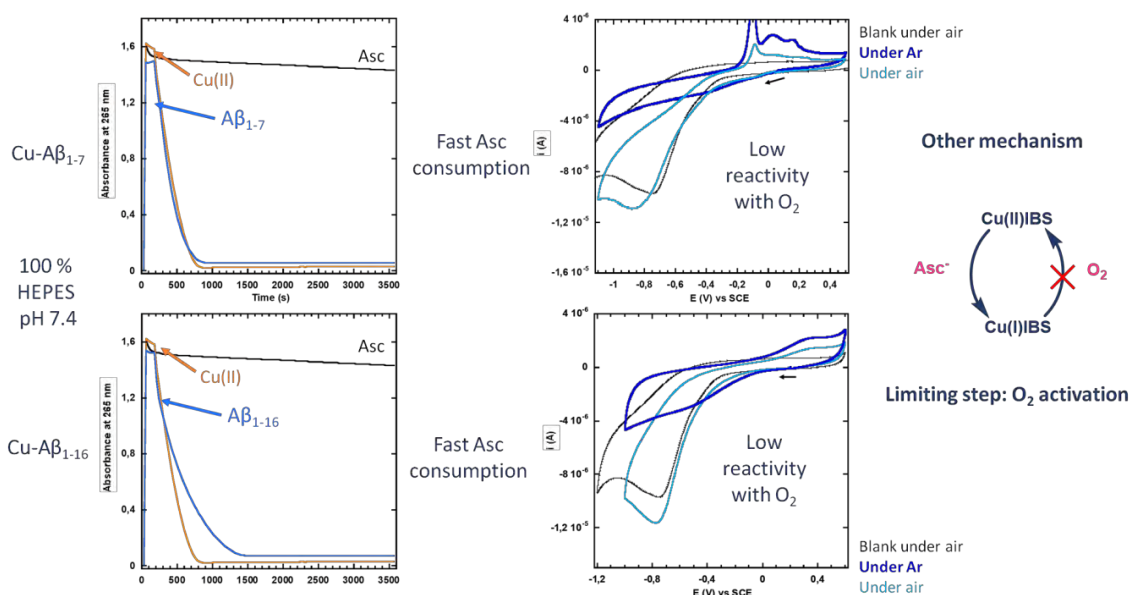 Cu-Aβ1-7
100 %
HEPES
pH 7.4
Cu-Aβ1-16
Absorbance at 265 nm
1,6
1,2
0,8
0,4
0
Asc
Cu(II)
Aβ1-7
0 500 1000 1500 2000 2500 3000 3500
Time (s)
Absorbance at 265 nm
1,6
1,2
0,8
0,4
0
Asc
Cu(II)
Aβ1-16
0 500 1000 1500 2000 2500 3000 3500
Fast Asc
consumption
Fast Asc
consumption
i (A)
4 10-6
0
-4 10-6
-8 10-6
-1,2 10-5
-1,6 10-5
Low
reactivity
with O2
-1 -0,8 -0,6 -0,4 -0,2 0 0,2 0,4
E (V) vs SCE
i (A)
4 10-6
0
-4 10-6
-8 10-6
-1,2 10-5
Low
reactivity
with O2
-1,2 -0,8 -0,4 0 0,4
E (V) vs SCE
Blank under air
Under Ar
Under air
Other mechanism
Cu(II)IBS
Asc-
O2
Cu(I)IBS
Limiting step: O2 activation
Blank under air
Under Ar
Under air